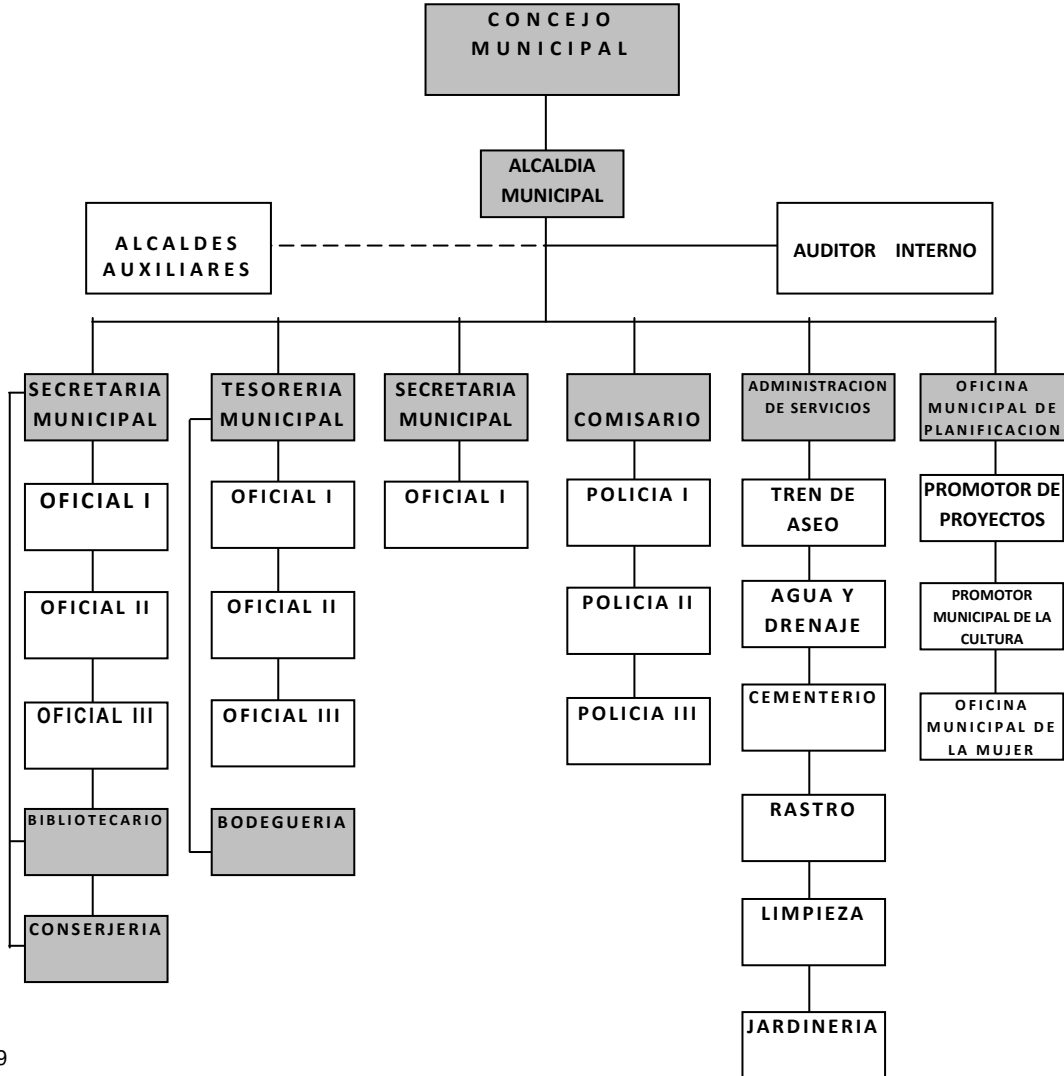 CONCEJO
MUNICIPAL
ALCALDIA
MUNICIPAL
ALCALDES
AUXILIARES
AUDITOR INTERNO
SECRETARIA
MUNICIPAL
TESORERIA
MUNICIPAL
SECRETARIA
MUNICIPAL
COMISARIO
ADMINISTRACION
DE SERVICIOS
OFICINA
MUNICIPAL DE
PLANIFICACION
OFICIAL I
OFICIAL I
OFICIAL I
POLICIA I
TREN DE
ASEO
PROMOTOR DE
PROYECTOS
OFICIAL II
OFICIAL II
POLICIA II
AGUA Y
DRENAJE
PROMOTOR
MUNICIPAL DE LA
CULTURA
OFICIAL III
OFICIAL III
POLICIA III
CEMENTERIO
OFICINA
MUNICIPAL DE
LA MUJER
BIBLIOTECARIO
BODEGUERIA
RASTRO
CONSERJERIA
LIMPIEZA
JARDINERIA
9